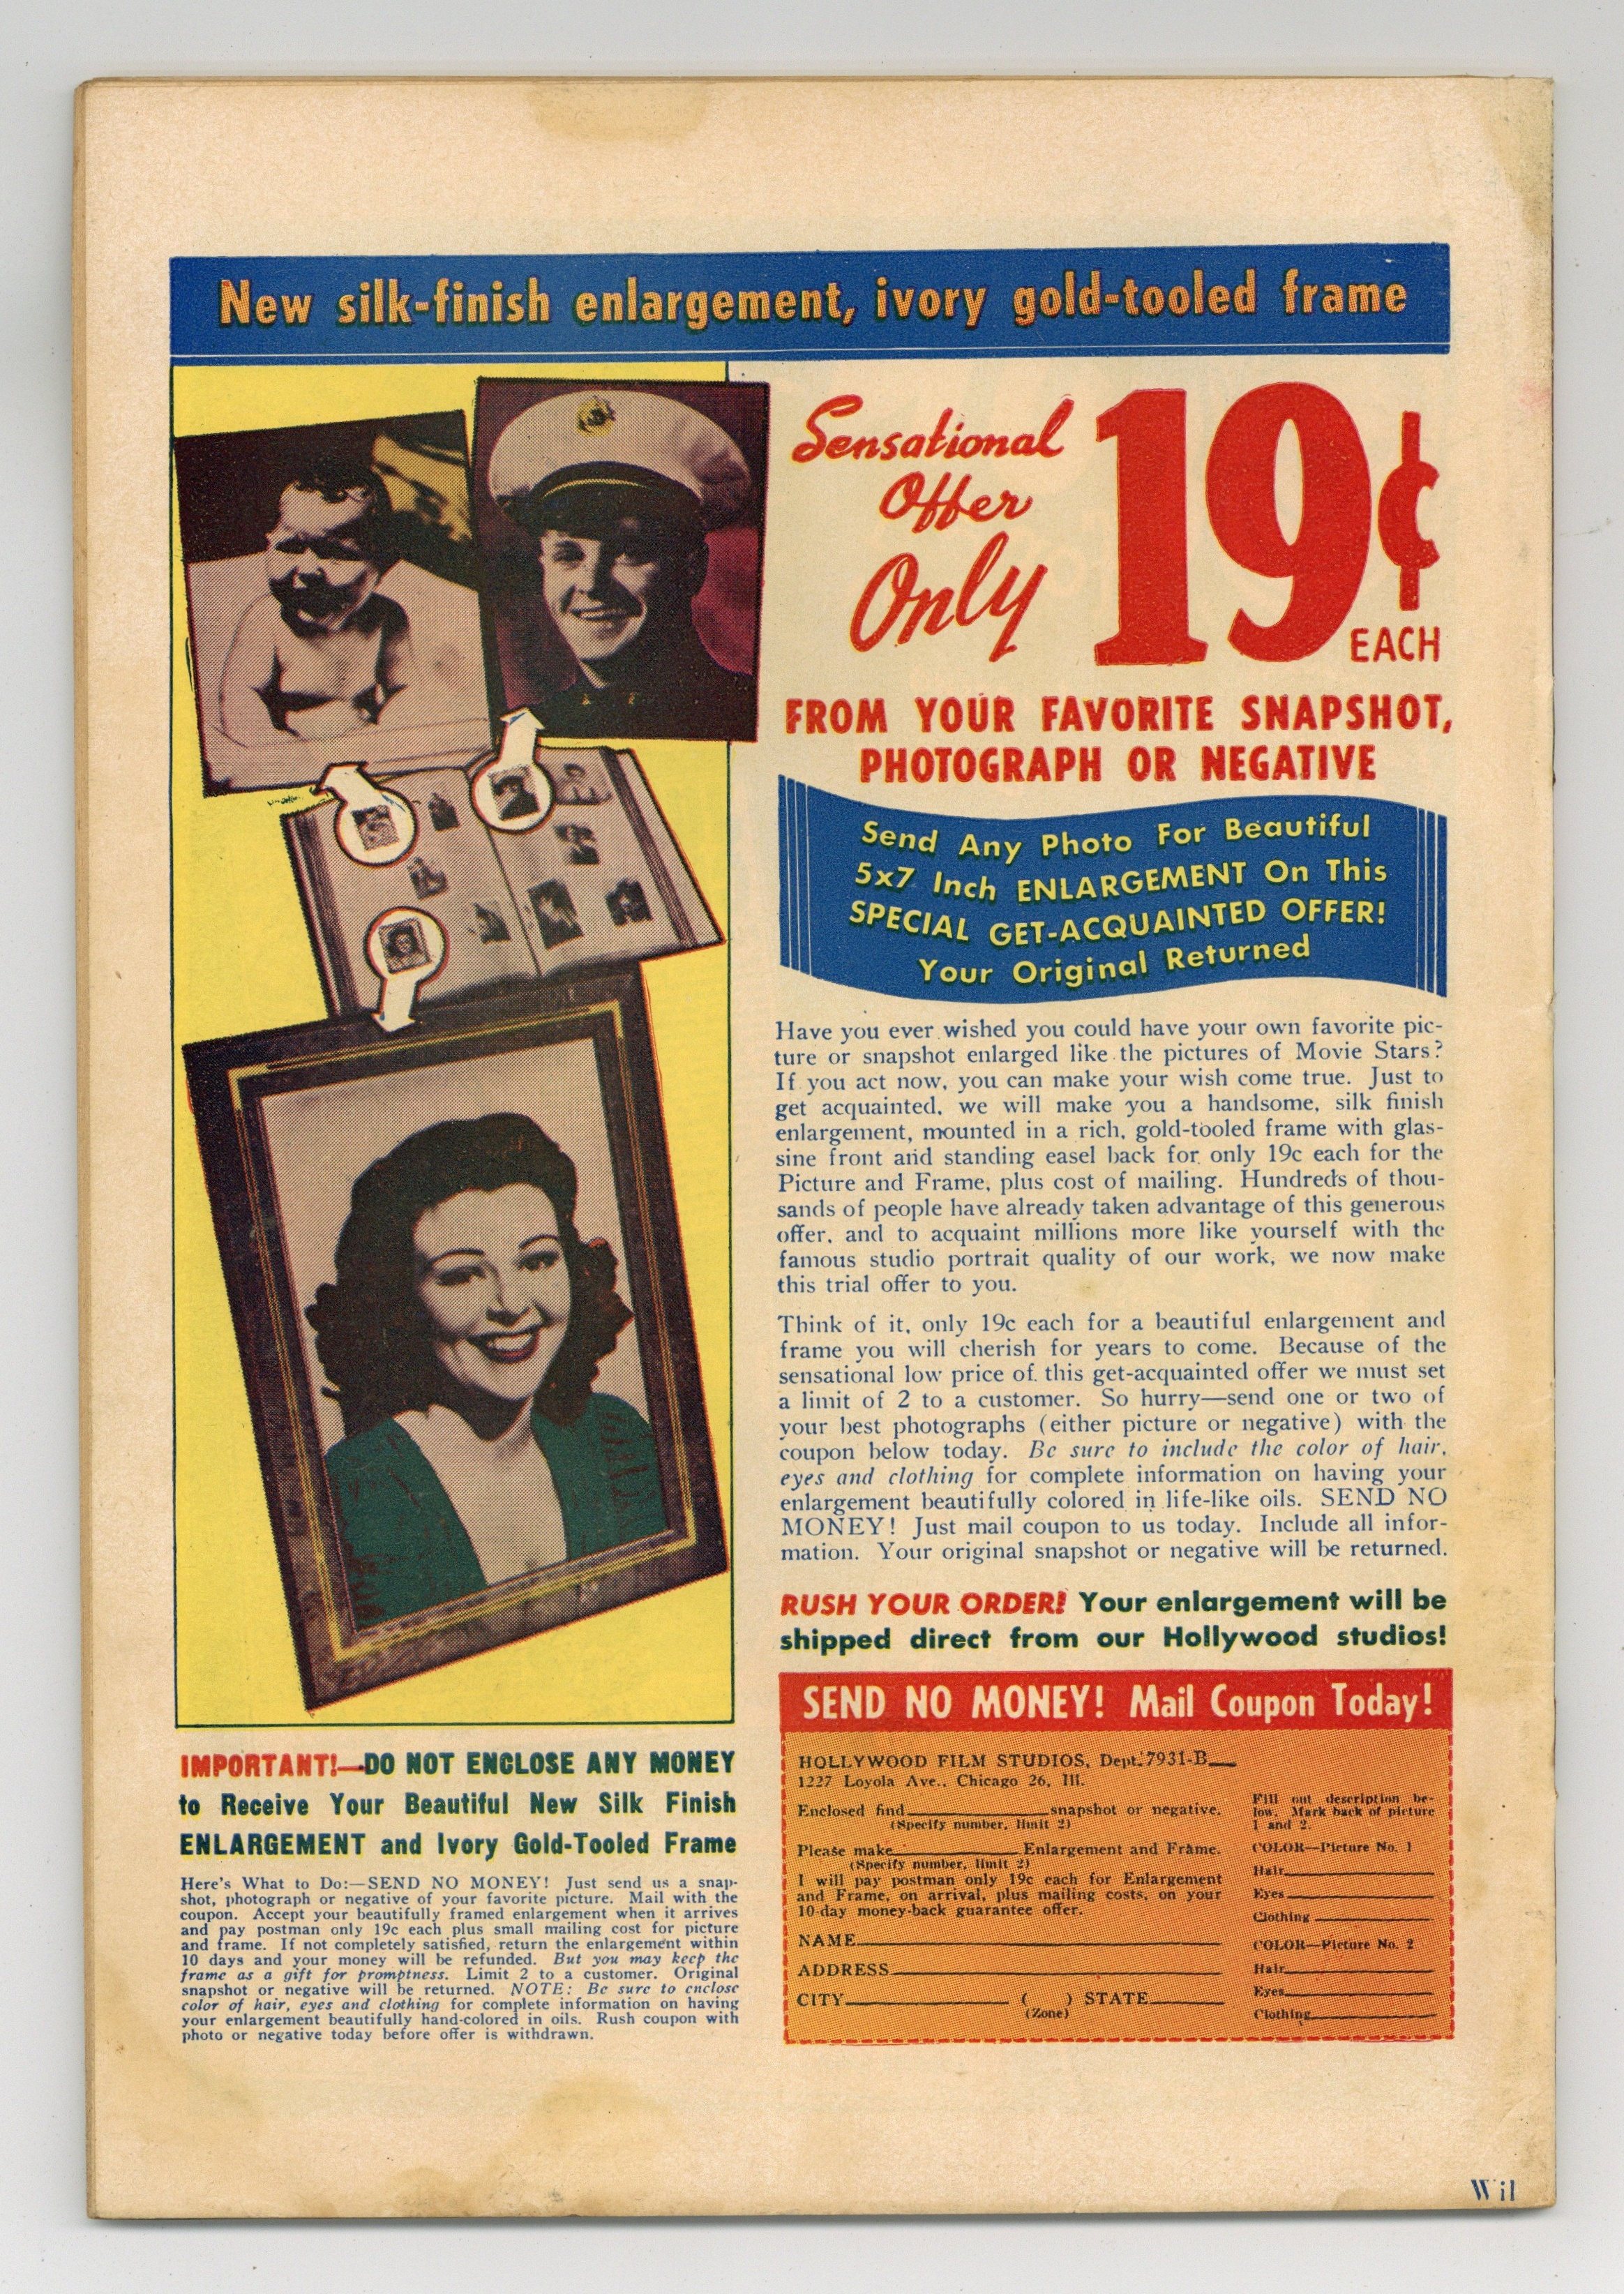 New silk-finish enlargement, ivory gold-tooled frame
Sensational
Offer
Only
19¢
EACH
FROM YOUR FAVORITE SNAPSHOT,
PHOTOGRAPH OR NEGATIVE
Send Any Photo For Beautiful
5x7 Inch ENLARGEMENT On This
SPECIAL GET-ACQUAINTED OFFER!
Your Original Returned
Have you ever wished you could have your own favorite pic-
ture or snapshot enlarged like the pictures of Movie Stars?
If you act now, you can make your wish come true. Just to
get acquainted, we will make you a handsome, silk finish
enlargement, mounted in a rich, gold-tooled frame with glas-
sine front and standing easel back for only 19c each for the
Picture and Frame, plus cost of mailing. Hundreds of thou-
sands of people have already taken advantage of this generous
offer, and to acquaint millions more like yourself with the
famous studio portrait quality of our work, we now make
this trial offer to you.
Think of it, only 19c each for a beautiful enlargement and
frame you will cherish for years to come. Because of the
sensational low price of this get-acquainted offer we must set
a limit of 2 to a customer. So hurry—send one or two of
your best photographs (either picture or negative) with the
coupon below today. Be sure to include the color of hair,
eyes and clothing for complete information on having your
enlargement beautifully colored in life-like oils. SEND NO
MONEY! Just mail coupon to us today. Include all infor-
mation. Your original snapshot or negative will be returned.
RUSH YOUR ORDER! Your enlargement will be
shipped direct from our Hollywood studios!
IMPORTANT!—DO NOT ENCLOSE ANY MONEY
to Receive Your Beautiful New Silk Finish
ENLARGEMENT and Ivory Gold-Tooled Frame
Here's What to Do:—SEND NO MONEY! Just send us a snap-
shot, photograph or negative of your favorite picture. Mail with the
coupon. Accept your beautifully framed enlargement when it arrives
and pay postman only 19c each plus small mailing cost for picture
and frame. If not completely satisfied, return the enlargement within
10 days and your money will be refunded. But you may keep the
frame as a gift for promptness. Limit 2 to a customer. Original
snapshot or negative will be returned. NOTE: Be sure to enclose
color of hair, eyes and clothing for complete information on having
your enlargement beautifully hand-colored in oils. Rush coupon with
photo or negative today before offer is withdrawn.
SEND NO MONEY! Mail Coupon Today!
HOLLYWOOD FILM STUDIOS, Dept. 7931-B
1227 Loyola Ave., Chicago 26, Ill.
Enclosed find snapshot or negative.
(Specify number, limit 2)
Please make Enlargement and Frame.
(Specify number, limit 2)
I will pay postman only 19c each for Enlargement
and Frame, on arrival, plus mailing costs, on your
10-day money-back guarantee offer.
NAME
ADDRESS
CITY ( ) STATE
(Zone)
Fill out description be-
low. Mark back of picture
1 and 2.
COLOR—Picture No. 1
Hair
Eyes
Clothing
COLOR—Picture No. 2
Hair
Eyes
Clothing
Wil